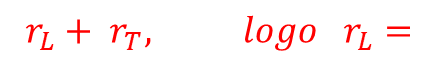 r_L + r_T,     logo  r_L =